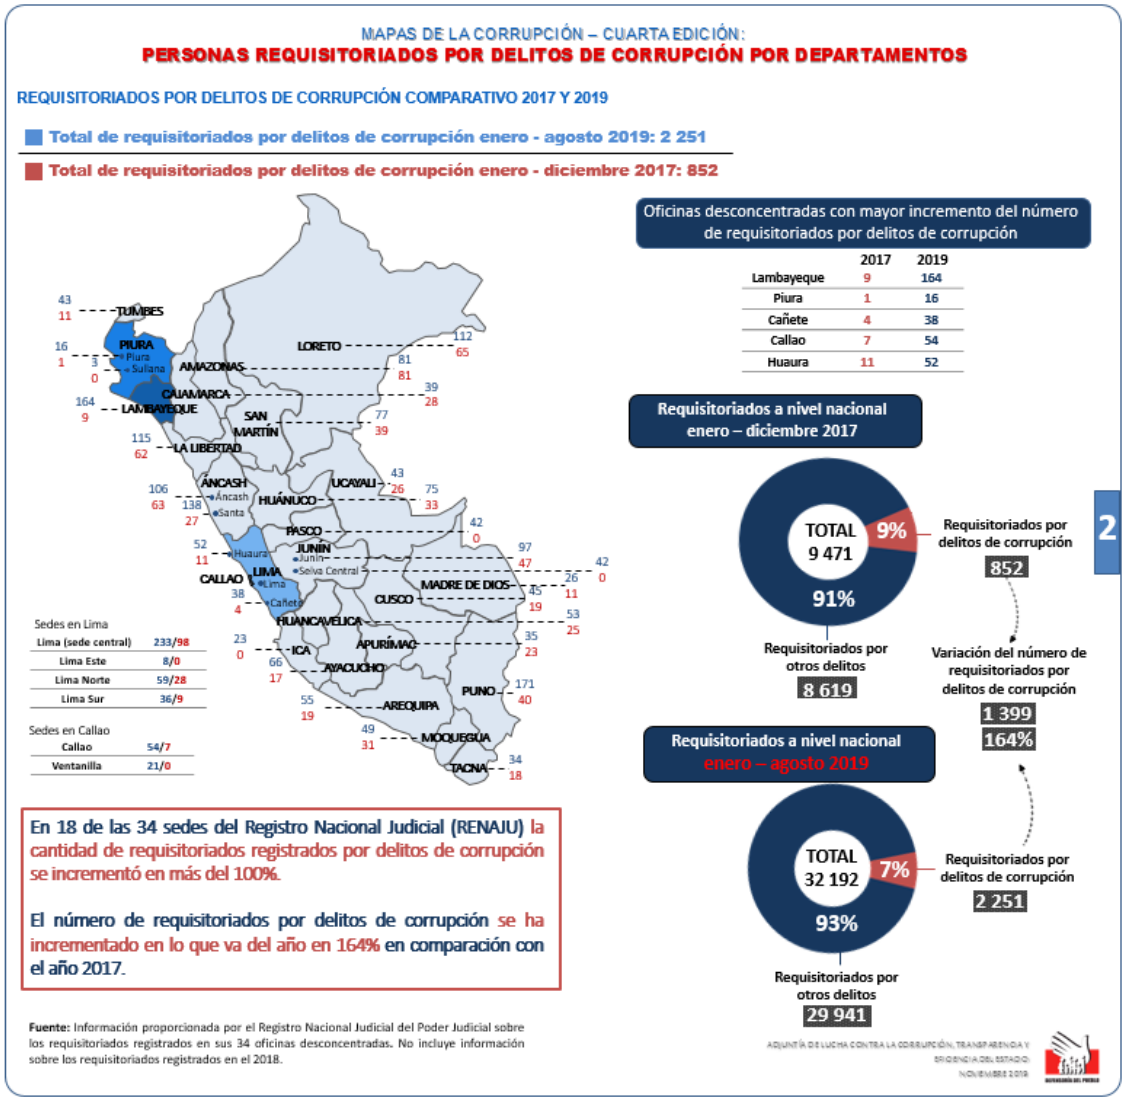 MAPAS DE LA CORRUPCIÓN – CUARTA EDICIÓN:
PERSONAS REQUISITORIADOS POR DELITOS DE CORRUPCIÓN POR DEPARTAMENTOS
REQUISITORIADOS POR DELITOS DE CORRUPCIÓN COMPARATIVO 2017 Y 2019
Total de requisitoriados por delitos de corrupción enero - agosto 2019: 2 251
Total de requisitoriados por delitos de corrupción enero - diciembre 2017: 852
43
11
TUMBES
16
1
PIURA
Piura
3
0
Sullana
164
9
LAMBAYEQUE
115
62
LA LIBERTAD
106
63
ÁNCASH
Áncash
138
27
Santa
52
11
Huaura
CALLAO
LIMA
Lima
38
4
Cañete
23
0
ICA
66
17
AYACUCHO
55
19
AREQUIPA
49
31
MOQUEGUA
TACNA
34
18
LORETO
112
65
AMAZONAS
81
81
CAJAMARCA
39
28
SAN
MARTÍN
77
39
UCAYALI
43
26
HUÁNUCO
75
33
PASCO
42
0
JUNÍN
Junín
97
47
Selva Central
42
0
MADRE DE DIOS
26
11
CUSCO
45
19
HUANCAVELICA
53
25
APURÍMAC
35
23
PUNO
171
40
Sedes en Lima
Lima (sede central) 233/98
Lima Este 8/0
Lima Norte 59/28
Lima Sur 36/9
Sedes en Callao
Callao 54/7
Ventanilla 21/0
En 18 de las 34 sedes del Registro Nacional Judicial (RENAJU) la
cantidad de requisitoriados registrados por delitos de corrupción
se incrementó en más del 100%.
El número de requisitoriados por delitos de corrupción se ha
incrementado en lo que va del año en 164% en comparación con
el año 2017.
Fuente: Información proporcionada por el Registro Nacional Judicial del Poder Judicial sobre
los requisitoriados registrados en sus 34 oficinas desconcentradas. No incluye información
sobre los requisitoriados registrados en el 2018.
Oficinas desconcentradas con mayor incremento del número
de requisitoriados por delitos de corrupción
2017 2019
Lambayeque 9 164
Piura 1 16
Cañete 4 38
Callao 7 54
Huaura 11 52
Requisitoriados a nivel nacional
enero – diciembre 2017
TOTAL
9 471
9%
91%
Requisitoriados por
delitos de corrupción
852
Requisitoriados por
otros delitos
8 619
Variación del número de
requisitoriados por
delitos de corrupción
1 399
164%
Requisitoriados a nivel nacional
enero – agosto 2019
TOTAL
32 192
7%
93%
Requisitoriados por
delitos de corrupción
2 251
Requisitoriados por
otros delitos
29 941
2
ADJUNTÍA DE LUCHA CONTRA LA CORRUPCIÓN, TRANSPARENCIA Y
EFICIENCIA DEL ESTADO.
NOVIEMBRE 2019.
DEFENSORÍA DEL PUEBLO